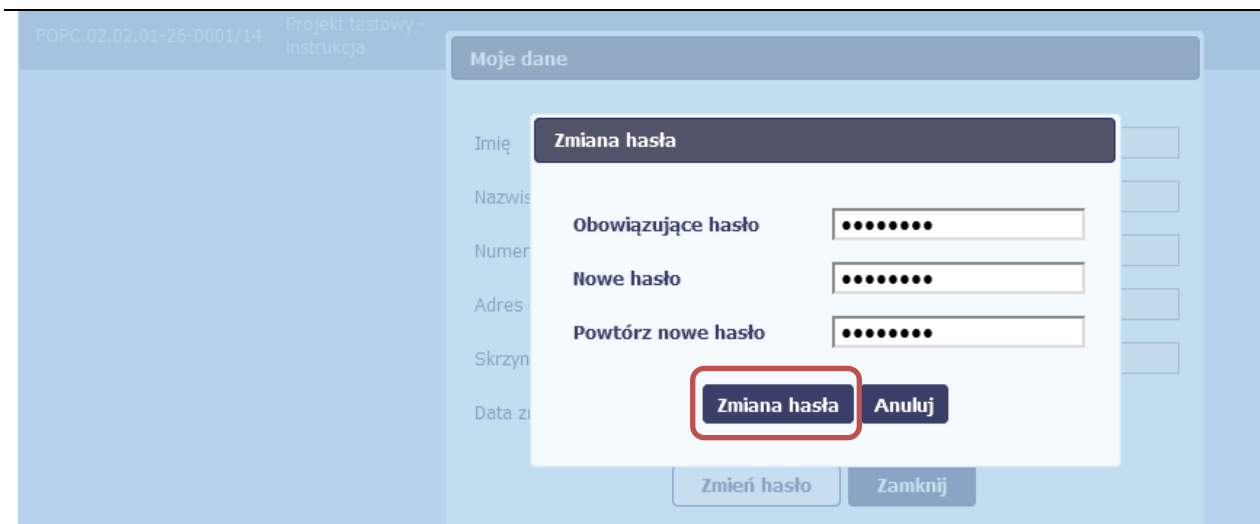 POPC.02.02.01-26-0001/14
Projekt testowy -
instrukcja
Moje dane
Imię
Zmiana hasła
Nazwis
Obowiązujące hasło ••••••••
Numer
Nowe hasło ••••••••
Adres
Powtórz nowe hasło ••••••••
Skrzyn
Zmiana hasła Anuluj
Data
Zmień hasło Zamknij